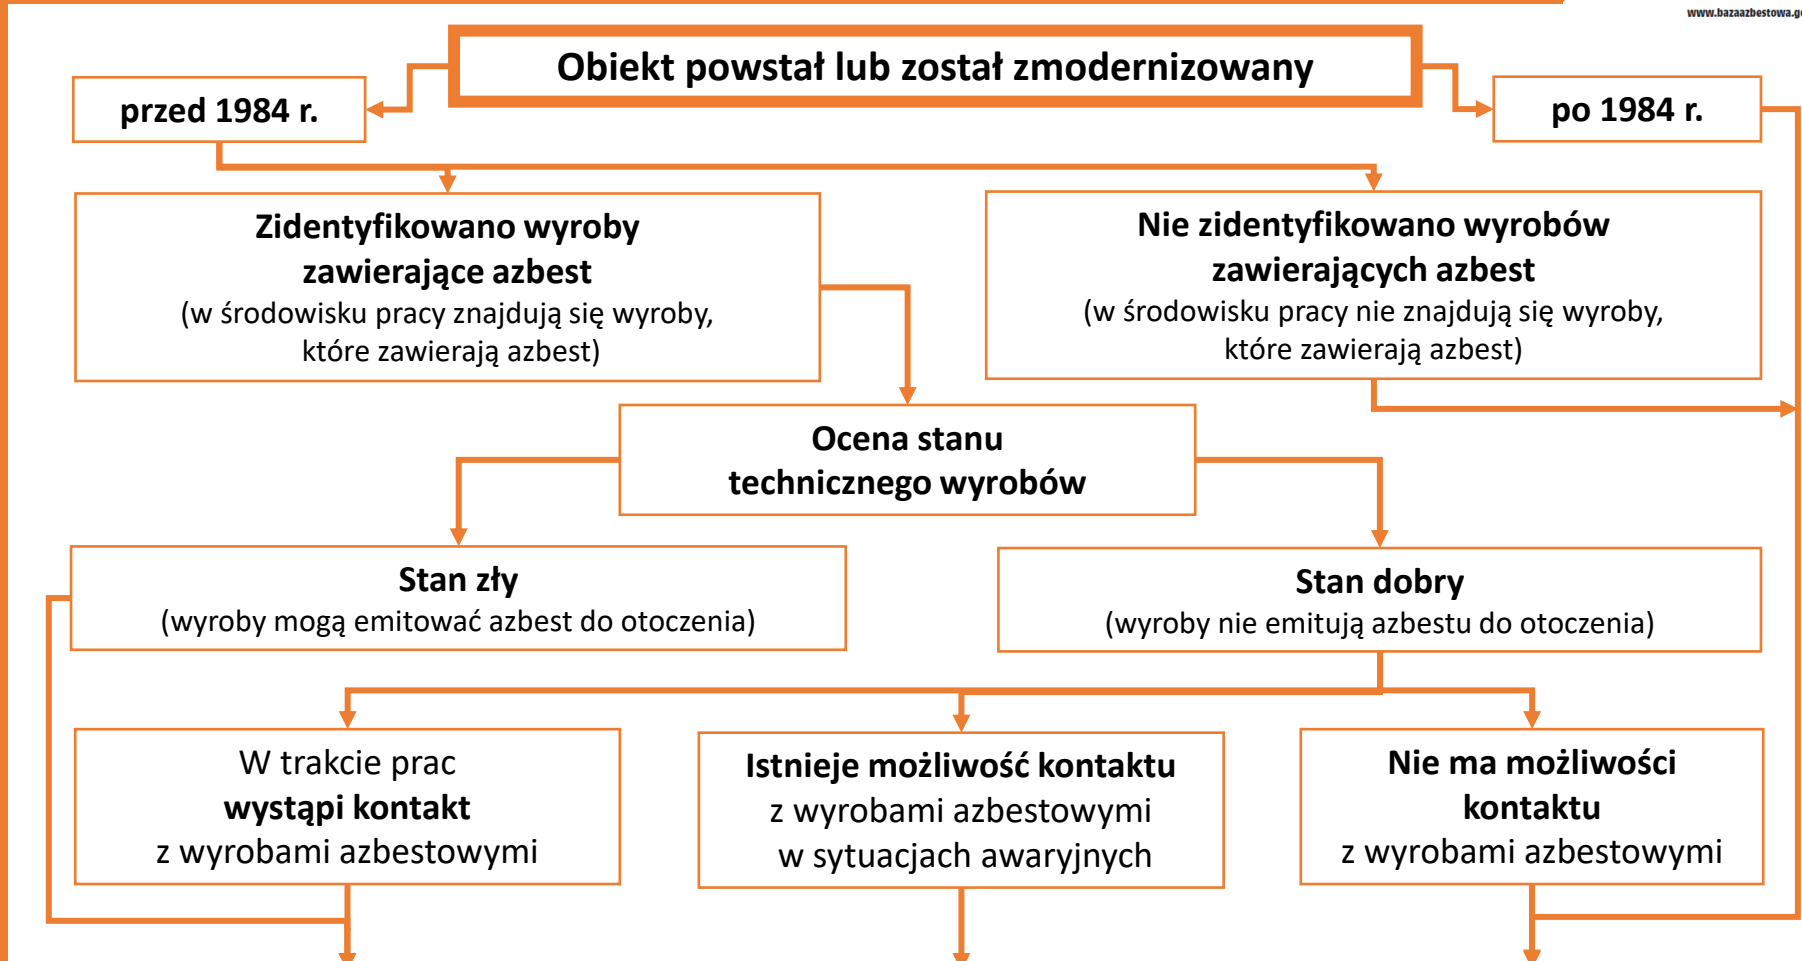 www.bazaazbestowa.go
Obiekt powstał lub został zmodernizowany
przed 1984 r.
po 1984 r.
Zidentyfikowano wyroby
zawierające azbest
(w środowisku pracy znajdują się wyroby,
które zawierają azbest)
Nie zidentyfikowano wyrobów
zawierających azbest
(w środowisku pracy nie znajdują się wyroby,
które zawierają azbest)
Ocena stanu
technicznego wyrobów
Stan zły
(wyroby mogą emitować azbest do otoczenia)
Stan dobry
(wyroby nie emitują azbestu do otoczenia)
W trakcie prac
wystąpi kontakt
z wyrobami azbestowymi
Istnieje możliwość kontaktu
z wyrobami azbestowymi
w sytuacjach awaryjnych
Nie ma możliwości
kontaktu
z wyrobami azbestowymi